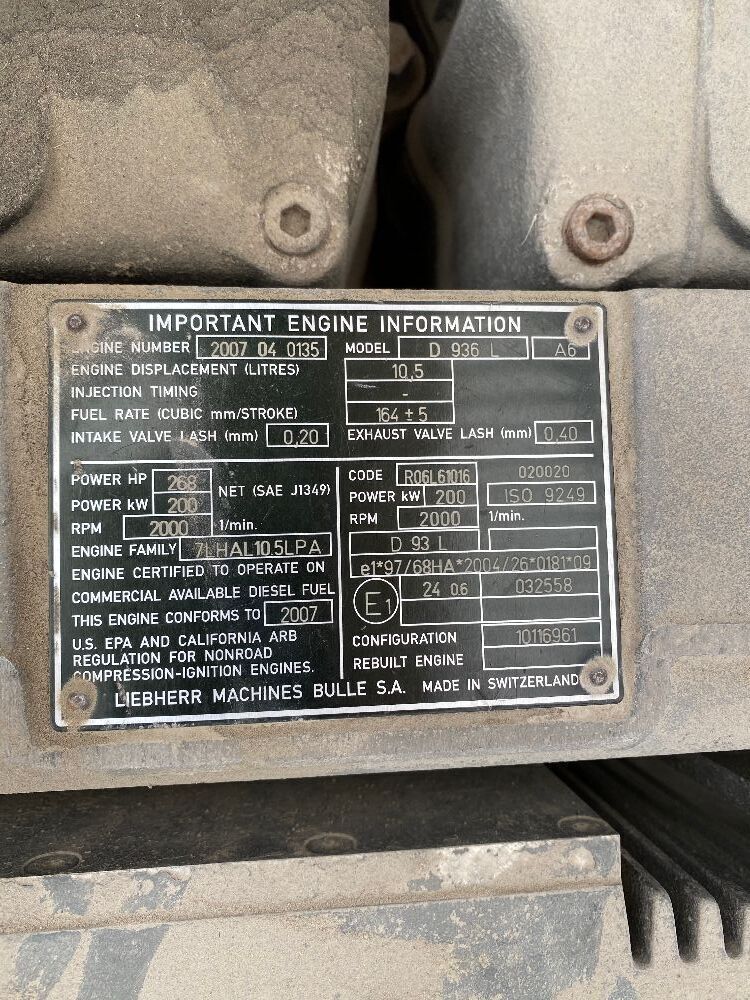 IMPORTANT ENGINE INFORMATION
ENGINE NUMBER 2007 04 0135 MODEL D 936 L A6
ENGINE DISPLACEMENT (LITRES) 10,5
INJECTION TIMING -
FUEL RATE (CUBIC mm/STROKE) 164 ± 5
INTAKE VALVE LASH (mm) 0,20 EXHAUST VALVE LASH (mm) 0,40
POWER HP 268 NET (SAE J1349)
POWER kW 200
RPM 2000 1/min.
ENGINE FAMILY 7LHAL10.5LPA
ENGINE CERTIFIED TO OPERATE ON
COMMERCIAL AVAILABLE DIESEL FUEL
THIS ENGINE CONFORMS TO 2007
U.S. EPA AND CALIFORNIA ARB
REGULATION FOR NONROAD
COMPRESSION-IGNITION ENGINES.
CODE R06L61016 020020
POWER kW 200 ISO 9249
RPM 2000 1/min.
D 93 L
e1*97/68HA*2004/26*0181*09
E1 24 06 032558
CONFIGURATION 10116961
REBUILT ENGINE
LIEBHERR MACHINES BULLE S.A. MADE IN SWITZERLAND